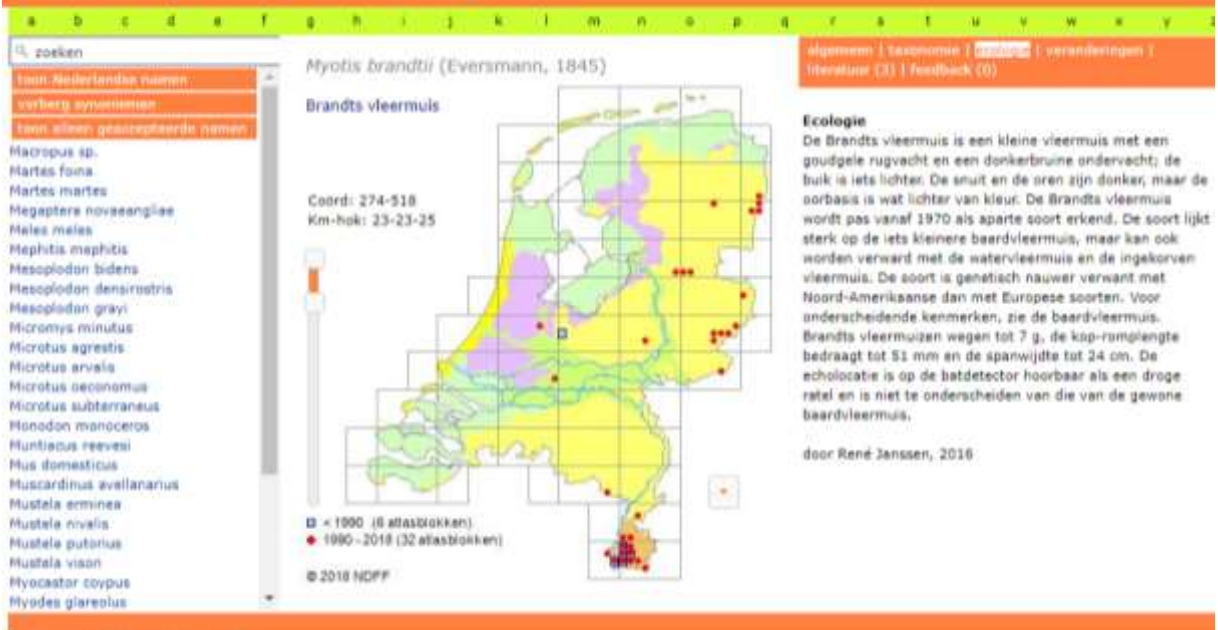 a b c d e f g h i j k l m n o p q r s t u v w x y z
zoeken
toon Nederlandse namen
verberg synoniemen
toon alleen geaccepteerde namen
Macropus sp.
Martes foina
Martes martes
Megaptera novaeangliae
Meles meles
Mephitis mephitis
Mesoplodon bidens
Mesoplodon densirostris
Mesoplodon grayi
Micromys minutus
Microtus agrestis
Microtus arvalis
Microtus oeconomus
Microtus subterraneus
Monodon monoceros
Muntiacus reevesi
Mus domesticus
Muscardinus avellanarius
Mustela erminea
Mustela nivalis
Mustela putorius
Mustela vison
Myocastor coypus
Myodes glareolus
Myotis brandtii (Eversmann, 1845)
Brandts vleermuis
Coord: 274-518
Km-hok: 23-23-25
< 1990 (6 atlasblokken)
1990 - 2018 (32 atlasblokken)
© 2018 NDFF
algemeen | taxonomie | ecologie | veranderingen |
literatuur (3) | feedback (0)
Ecologie
De Brandts vleermuis is een kleine vleermuis met een
goudgele rugvacht en een donkerbruine ondervacht; de
buik is iets lichter. De snuit en de oren zijn donker, maar de
oorbasis is wat lichter van kleur. De Brandts vleermuis
wordt pas vanaf 1970 als aparte soort erkend. De soort lijkt
sterk op de iets kleinere baardvleermuis, maar kan ook
worden verward met de watervleermuis en de ingekorven
vleermuis. De soort is genetisch nauwer verwant met
Noord-Amerikaanse dan met Europese soorten. Voor
onderscheidende kenmerken, zie de baardvleermuis.
Brandts vleermuizen wegen tot 7 g, de kop-romplengte
bedraagt tot 51 mm en de spanwijdte tot 24 cm. De
echolocatie is op de batdetector hoorbaar als een droge
ratel en is niet te onderscheiden van die van de gewone
baardvleermuis.
door René Janssen, 2016